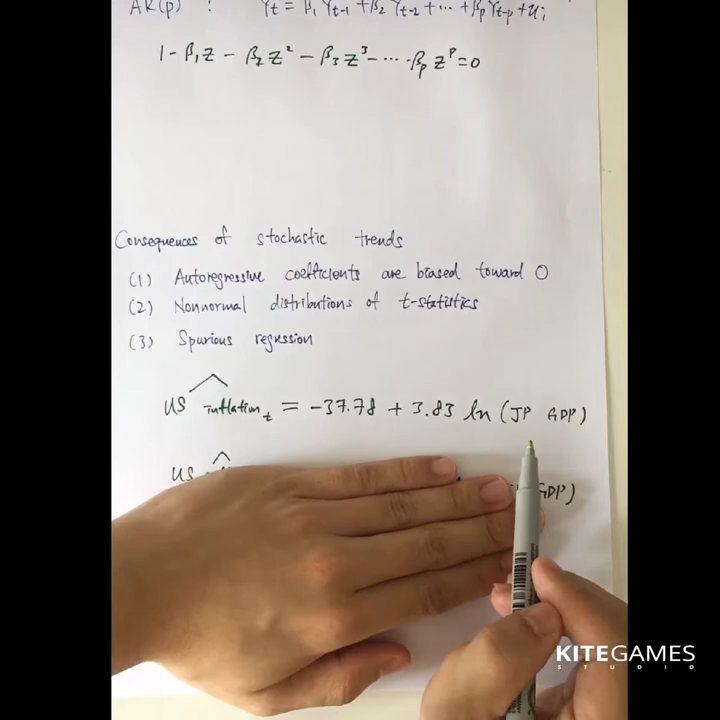 AR(p) : Yt = β1 Yt-1 + β2 Yt-2 + ... + βp Yt-p + ui
1 - β1 z - β2 z² - β3 z³ - ... - βp z^p = 0
Consequences of stochastic trends
(1) Autoregressive coefficients are biased toward 0
(2) Nonnormal distributions of t-statistics
(3) Spurious regression
US inflation t = -37.78 + 3.83 ln (JP GDP)
US GDP)
KITEGAMES
STUDIO